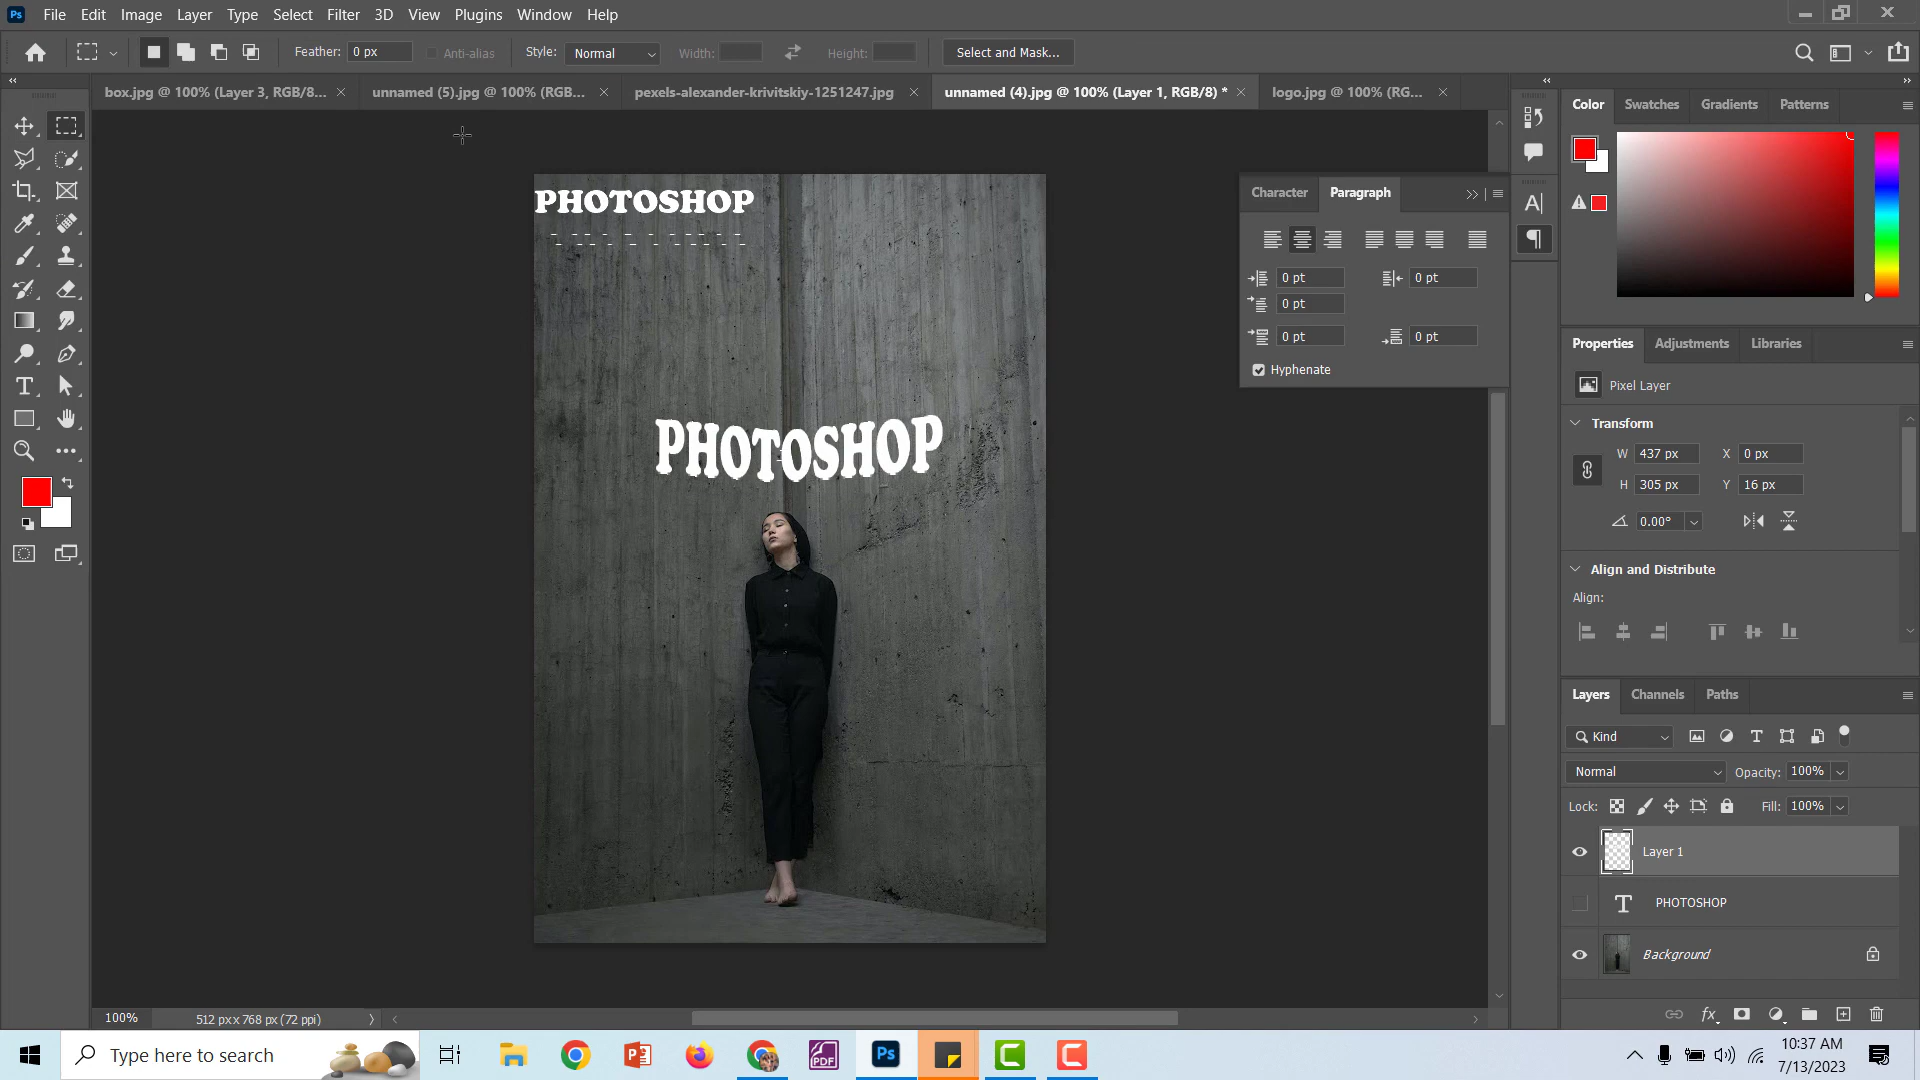 Ps File Edit Image Layer Type Select Filter 3D View Plugins Window Help
Feather: 0 px Anti-alias Style: Normal Width: Height: Select and Mask...
box.jpg @ 100% (Layer 3, RGB/8... unnamed (5).jpg @ 100% (RGB... pexels-alexander-krivitskiy-1251247.jpg unnamed (4).jpg @ 100% (Layer 1, RGB/8) * logo.jpg @ 100% (RG...
Color Swatches Gradients Patterns
PHOTOSHOP
Character Paragraph
0 pt 0 pt
0 pt
0 pt 0 pt
Hyphenate
PHOTOSHOP
Properties Adjustments Libraries
Pixel Layer
Transform
W 437 px X 0 px
H 305 px Y 16 px
0.00°
Align and Distribute
Align:
Layers Channels Paths
Kind
Normal Opacity: 100%
Lock: Fill: 100%
Layer 1
PHOTOSHOP
Background
100% 512 px x 768 px (72 ppi)
Type here to search
PDF
Ps
10:37 AM
7/13/2023